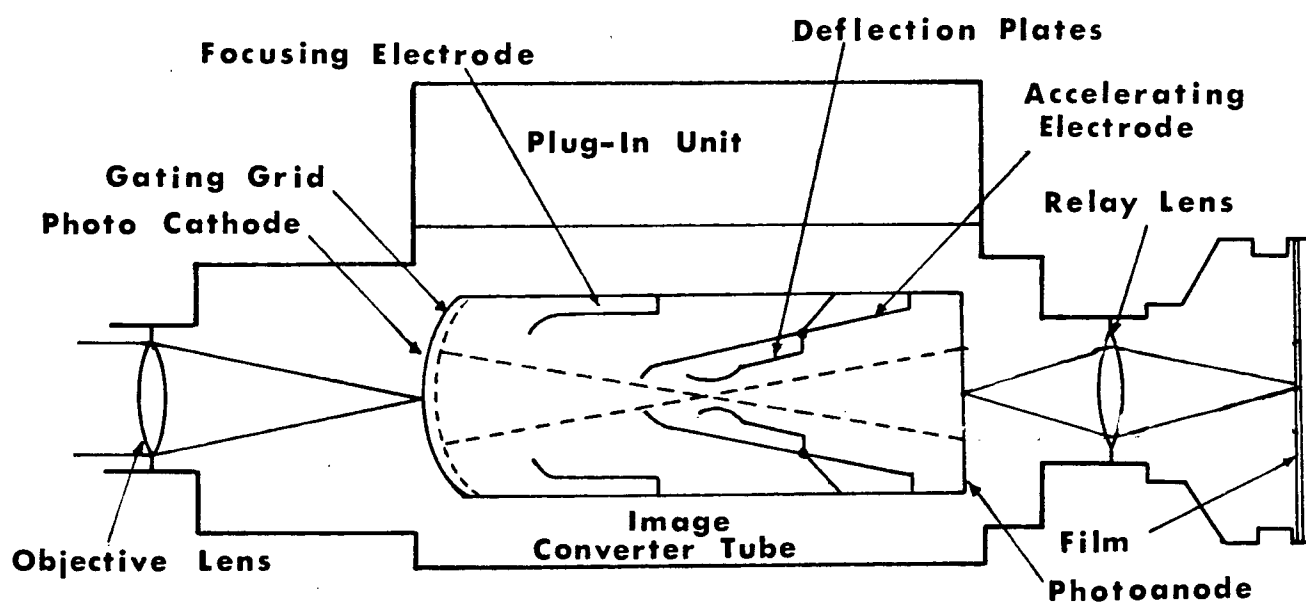 Deflection Plates
Focusing Electrode
Accelerating
Electrode
Plug-In Unit
Gating Grid
Relay Lens
Photo Cathode
Image
Converter Tube
Objective Lens
Film
Photoanode